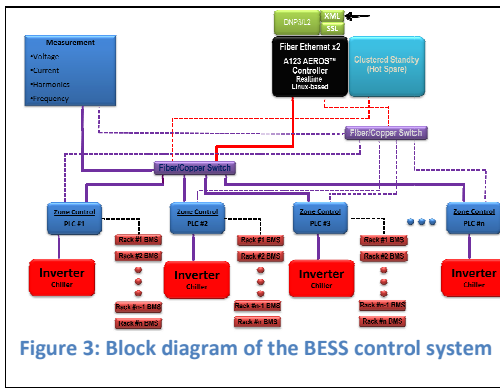 DNP3/L2
XML
SSL
Measurement
•Voltage
•Current
•Harmonics
•Frequency
Fiber Ethernet x2
A123 AEROS™
Controller
Realtime
Linux-based
Clustered Standby
(Hot Spare)
Fiber/Copper Switch
Fiber/Copper Switch
Zone Control
PLC #1
Zone Control
PLC #2
Zone Control
PLC #3
Zone Control
PLC #n
Rack #1 BMS
Rack #2 BMS
Rack #n-1 BMS
Rack #n BMS
Rack #1 BMS
Rack #2 BMS
Rack #n-1 BMS
Rack #n BMS
Rack #1 BMS
Rack #2 BMS
Rack #n-1 BMS
Rack #n BMS
Inverter
Chiller
Inverter
Chiller
Inverter
Chiller
Inverter
Chiller
Figure 3: Block diagram of the BESS control system